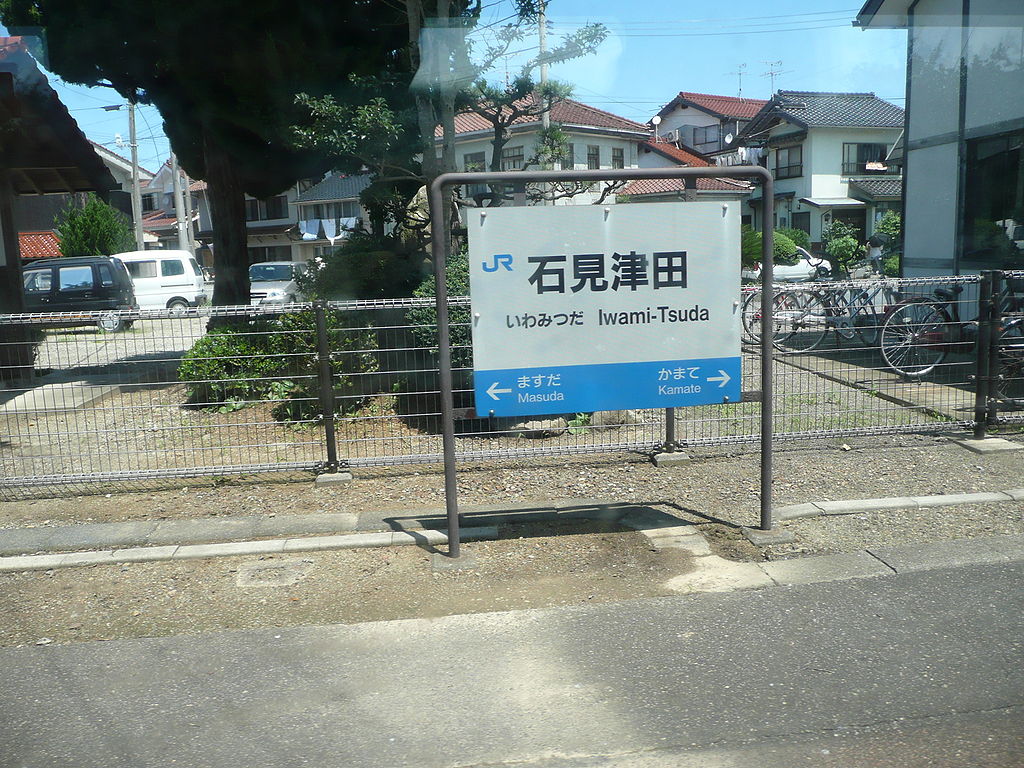 JR 石見津田
いわみつだ Iwami-Tsuda
← ますだ かまて →
Masuda Kamate